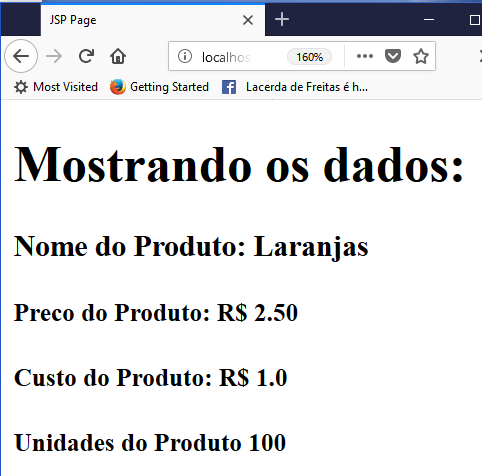 JSP Page
localhos 160%
Most Visited Getting Started Lacerda de Freitas é h...
Mostrando os dados:
Nome do Produto: Laranjas
Preco do Produto: R$ 2.50
Custo do Produto: R$ 1.0
Unidades do Produto 100